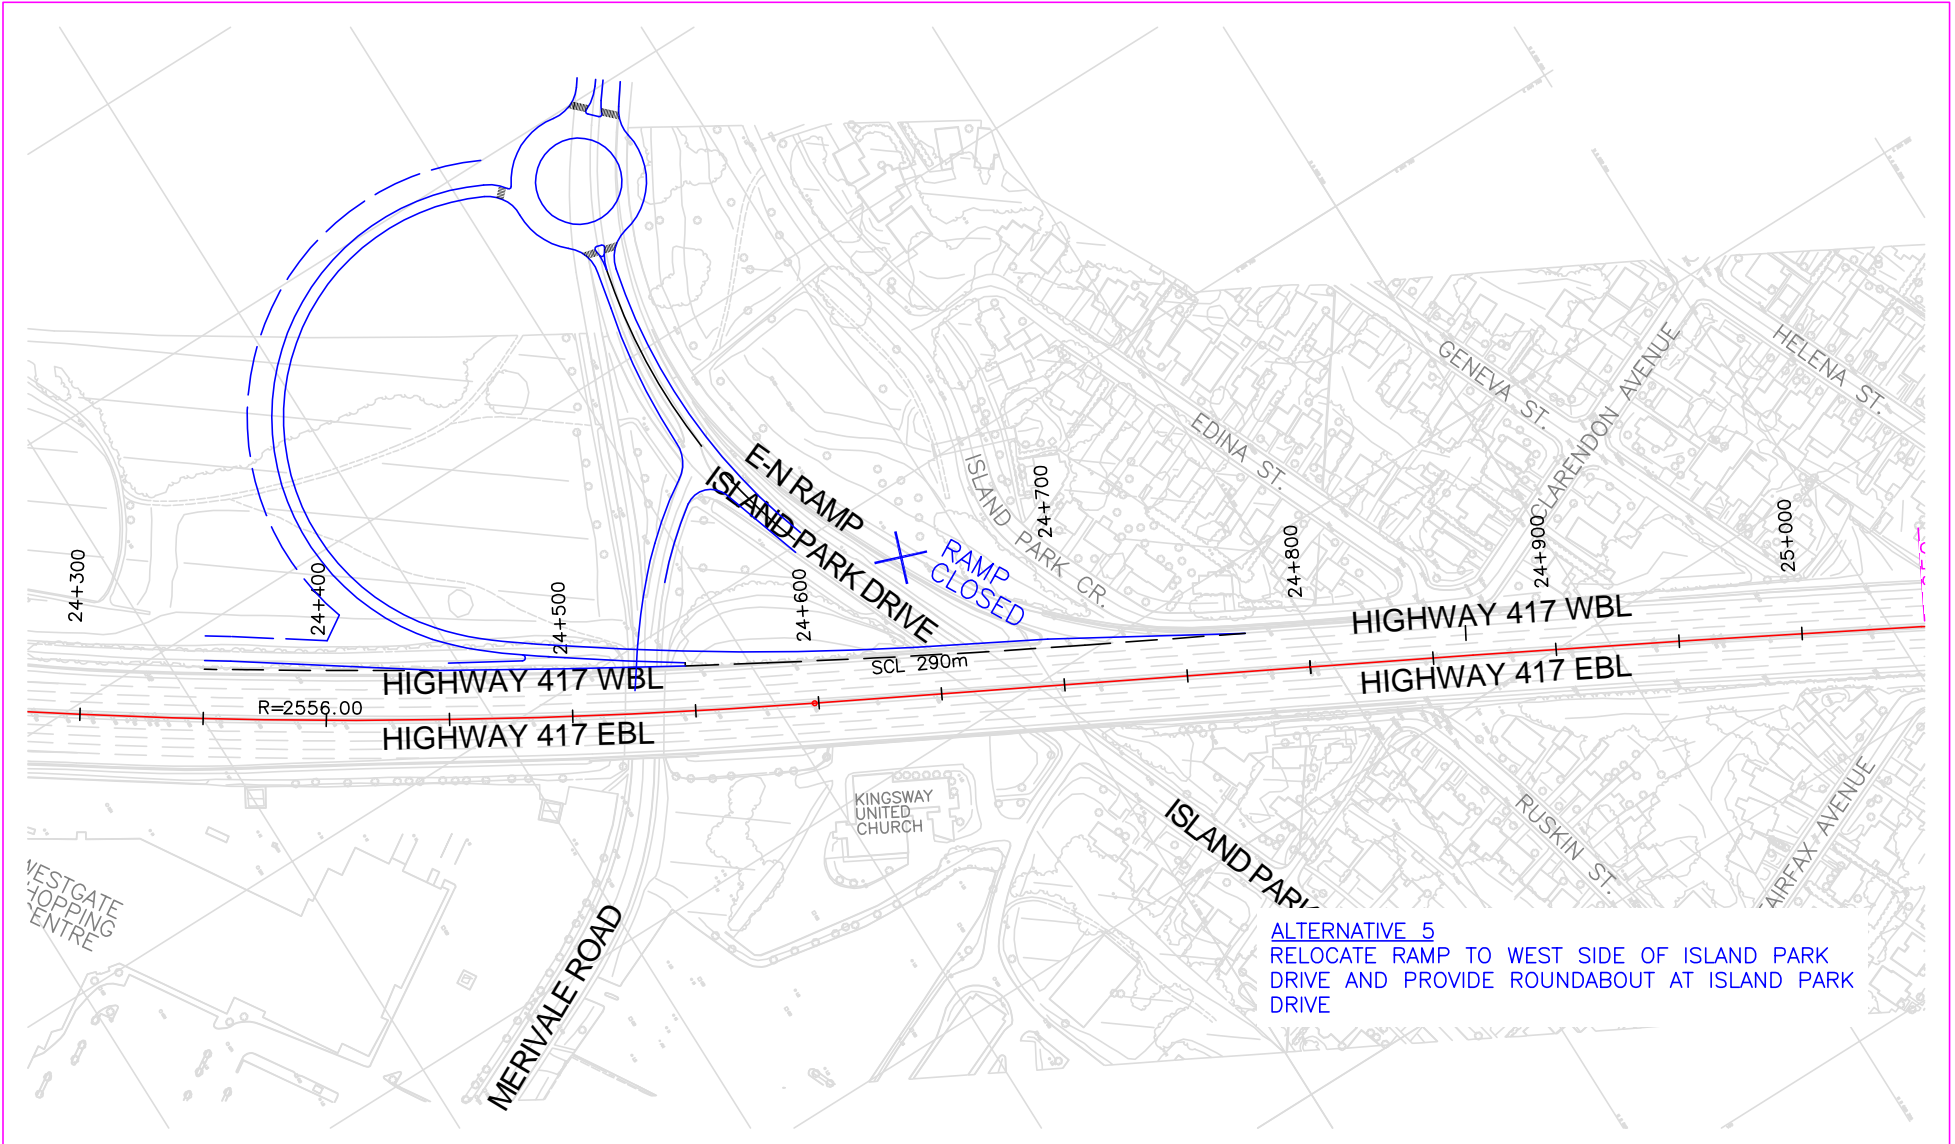 GENEVA ST.
CLARENDON AVENUE
HELENA ST.
EDINA ST.
ISLAND PARK CR.
E-N RAMP
ISLAND PARK DRIVE
RAMP
CLOSED
24+300
24+400
24+500
24+600
24+700
24+800
24+900
25+000
HIGHWAY 417 WBL
HIGHWAY 417 WBL
SCL 290m
R=2556.00
HIGHWAY 417 EBL
HIGHWAY 417 EBL
KINGSWAY
UNITED
CHURCH
ISLAND PARK
RUSKIN ST.
FAIRFAX AVENUE
WESTGATE
SHOPPING
CENTRE
MERIVALE ROAD
ALTERNATIVE 5
RELOCATE RAMP TO WEST SIDE OF ISLAND PARK
DRIVE AND PROVIDE ROUNDABOUT AT ISLAND PARK
DRIVE